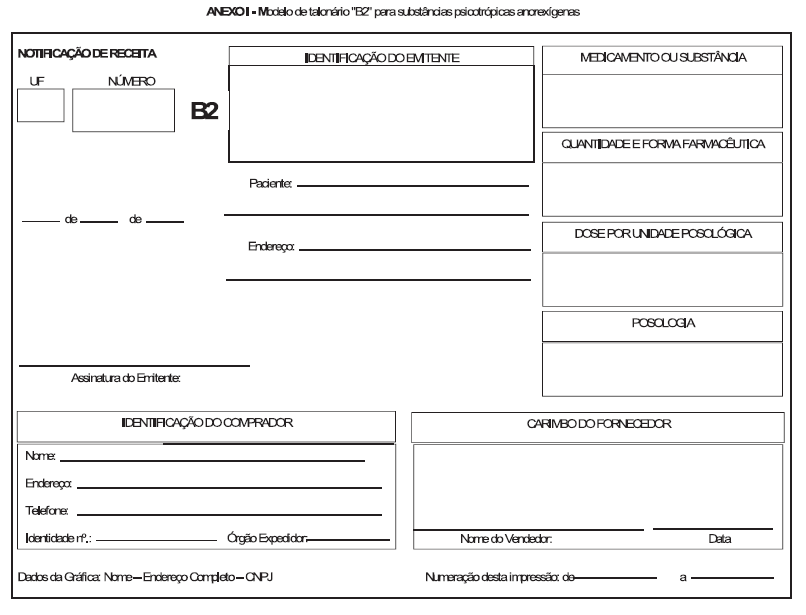 ANEXO I - Modelo de talonário "B2" para substâncias psicotrópicas anorexígenas
NOTIFICAÇÃO DE RECEITA
UF NÚMERO
B2
de de
Assinatura do Emitente:
IDENTIFICAÇÃO DO EMITENTE
Paciente:
Endereço:
MEDICAMENTO OU SUBSTÂNCIA
QUANTIDADE E FORMA FARMACÊUTICA
DOSE POR UNIDADE POSOLÓGICA
POSOLOGIA
IDENTIFICAÇÃO DO COMPRADOR
Nome:
Endereço:
Telefone:
Identidade nº.: Órgão Expedidor:
CARIMBO DO FORNECEDOR
Nome do Vendedor: Data
Dados da Gráfica: Nome – Endereço Completo – CNPJ Numeração desta impressão: de a